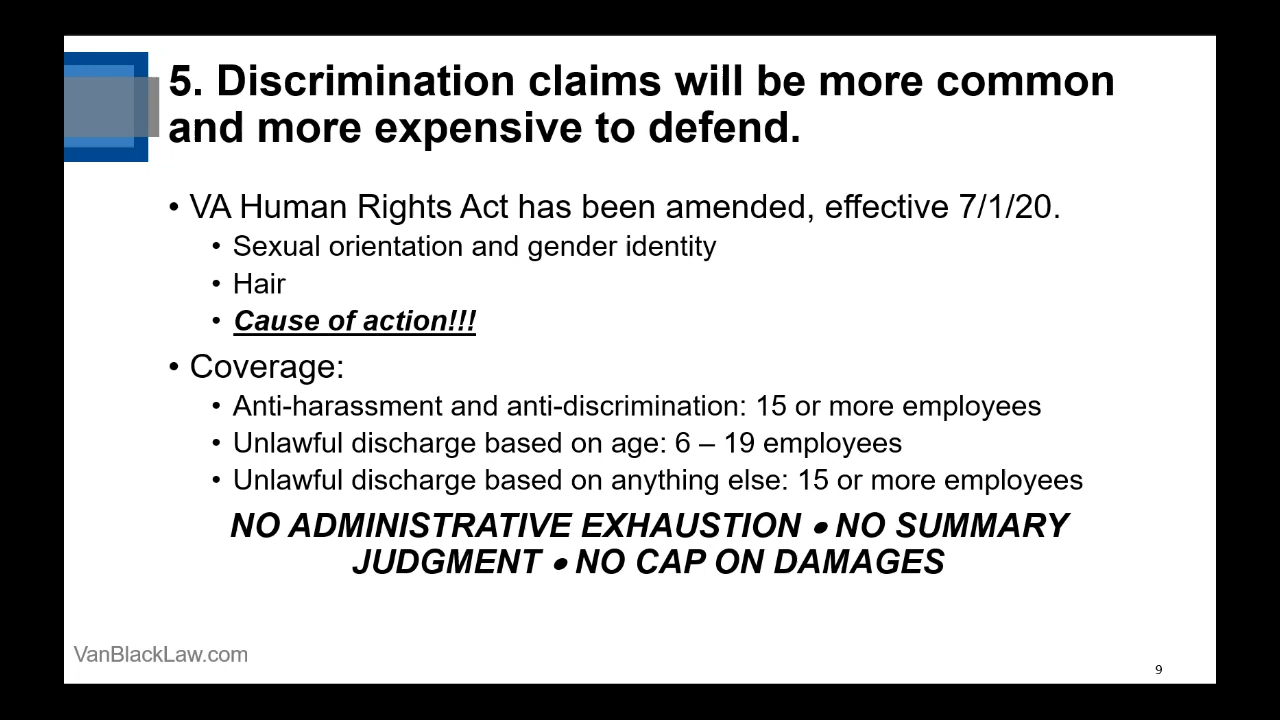 5. Discrimination claims will be more common
and more expensive to defend.
• VA Human Rights Act has been amended, effective 7/1/20.
• Sexual orientation and gender identity
• Hair
• Cause of action!!!
• Coverage:
• Anti-harassment and anti-discrimination: 15 or more employees
• Unlawful discharge based on age: 6 – 19 employees
• Unlawful discharge based on anything else: 15 or more employees
NO ADMINISTRATIVE EXHAUSTION ● NO SUMMARY
JUDGMENT ● NO CAP ON DAMAGES
VanBlackLaw.com
9